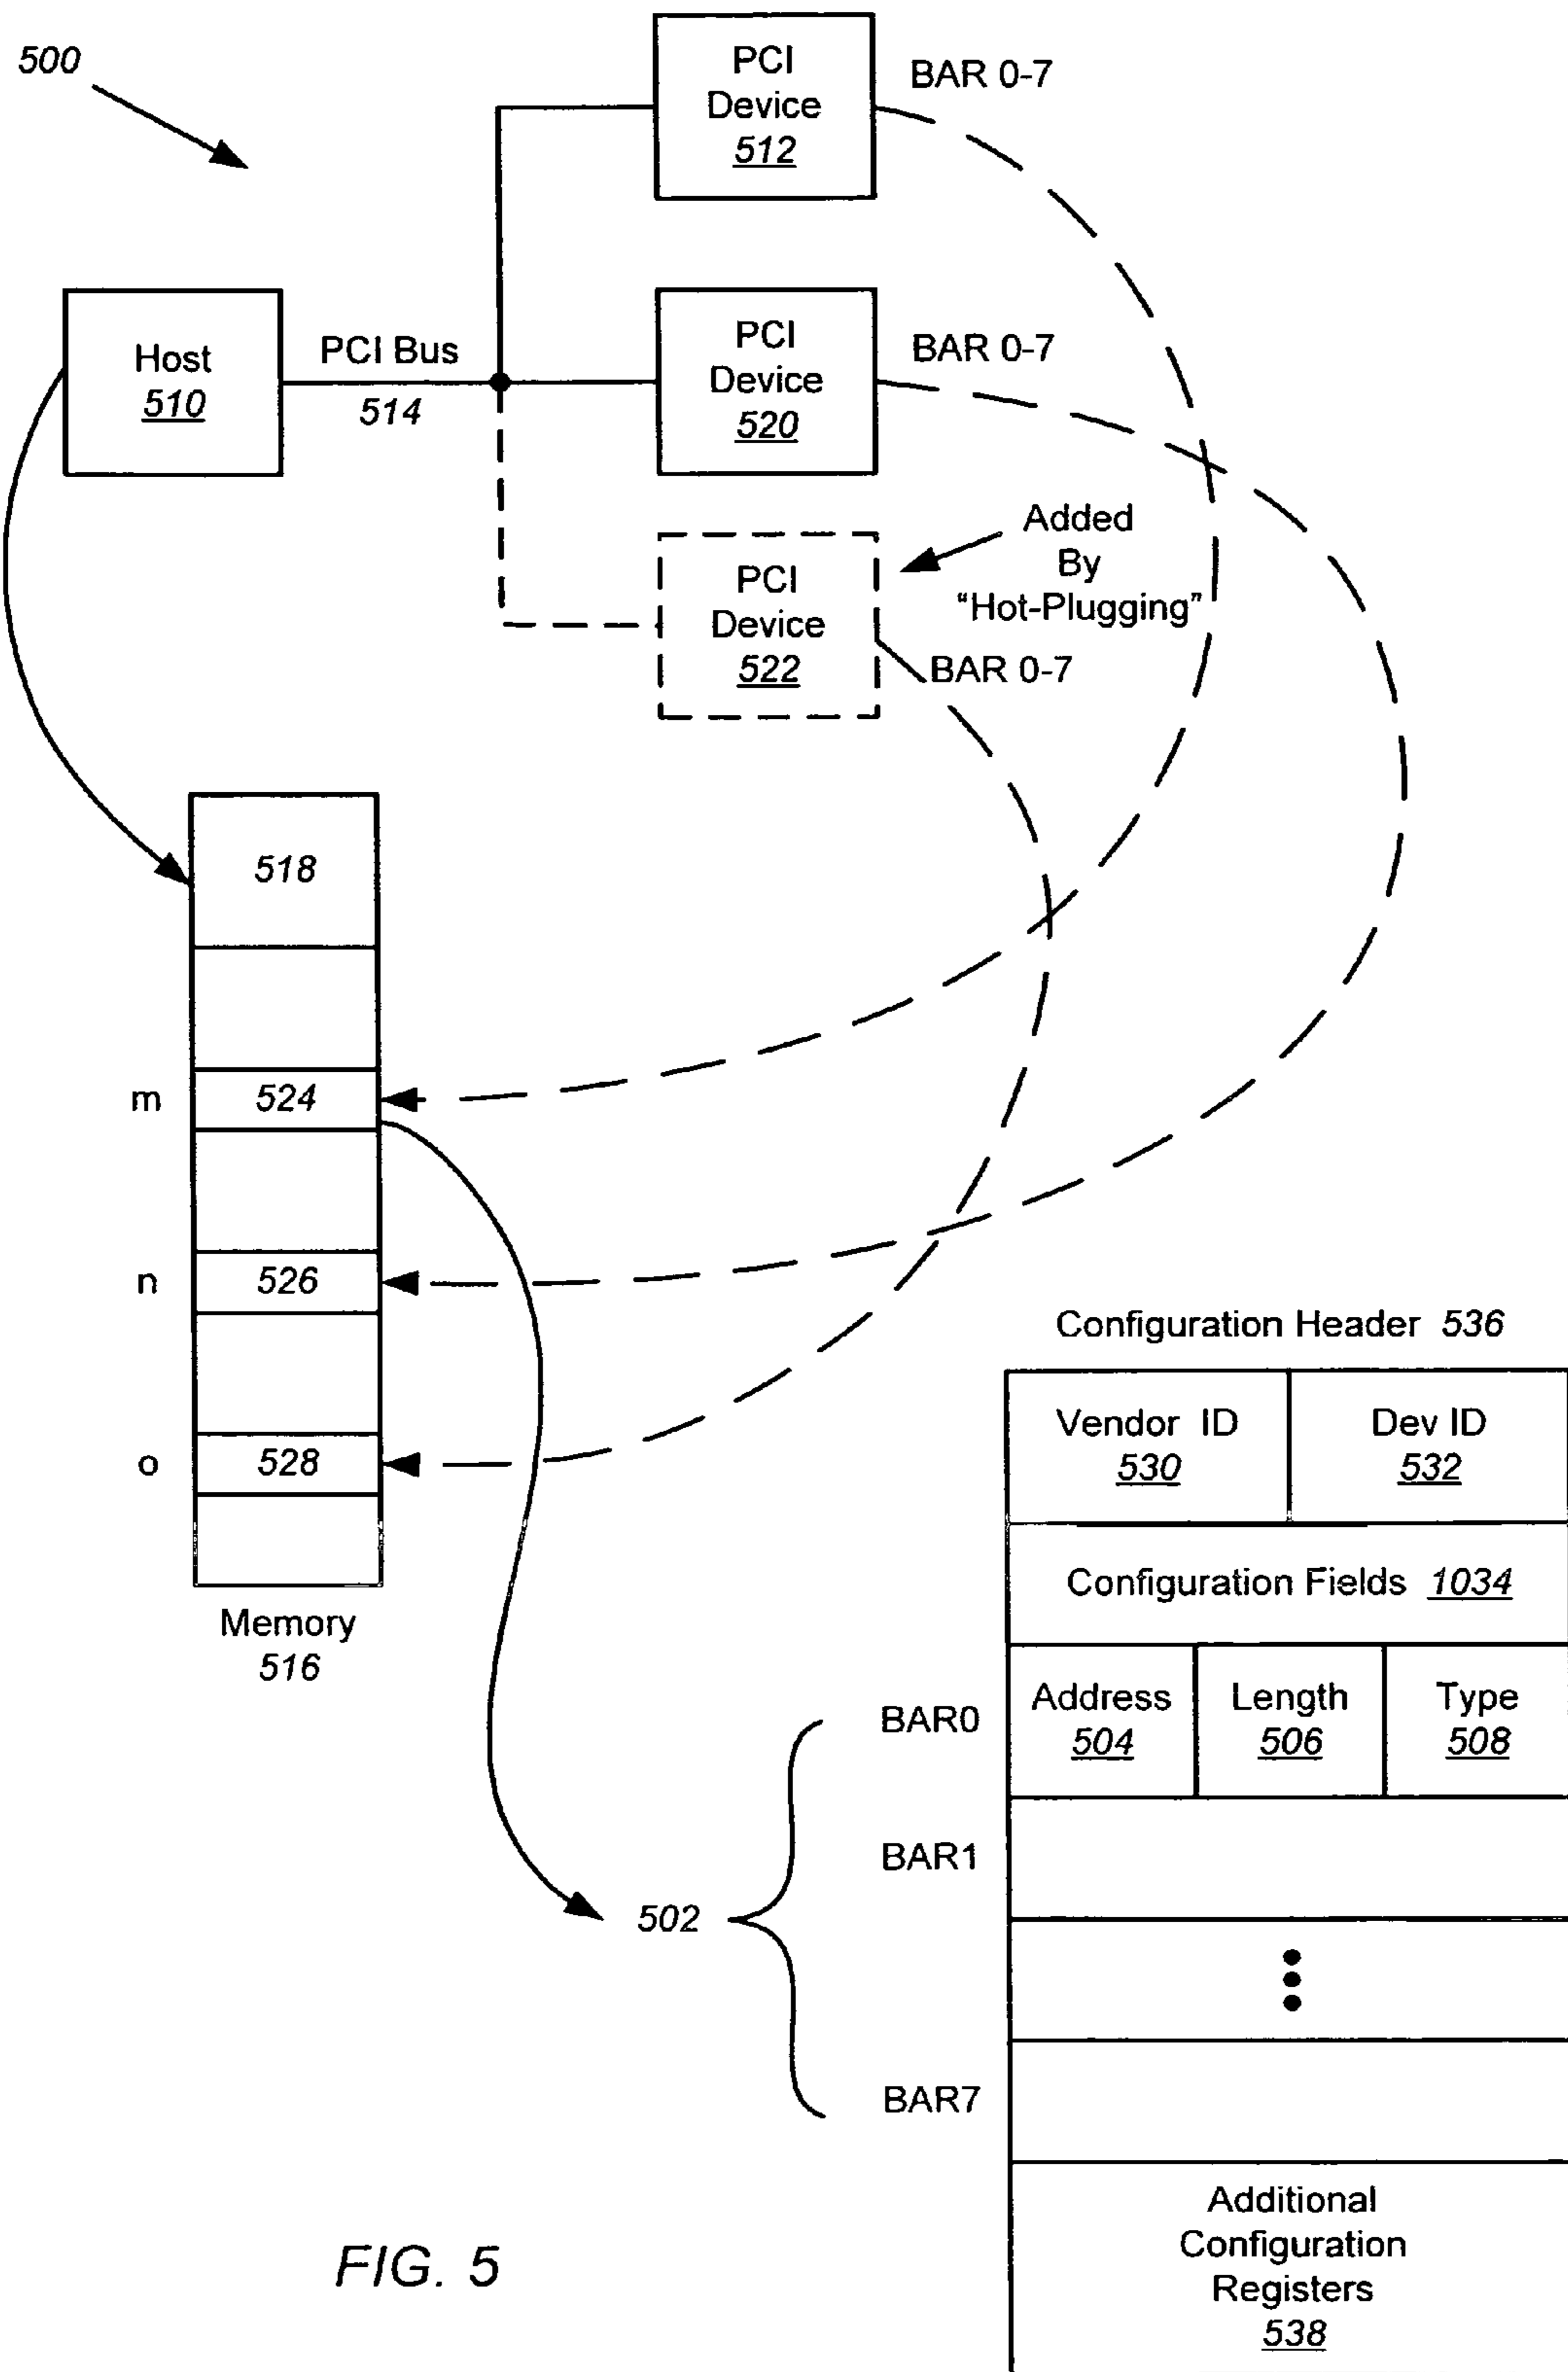 500
PCI
Device
512
BAR 0-7
Host
510
PCI Bus
514
PCI
Device
520
BAR 0-7
Added
By
“Hot-Plugging”
PCI
Device
522
BAR 0-7
518
m
524
n
526
o
528
Memory
516
Configuration Header 536
Vendor ID
530
Dev ID
532
Configuration Fields 1034
BAR0
Address
504
Length
506
Type
508
BAR1
502
BAR7
Additional
Configuration
Registers
538
FIG. 5